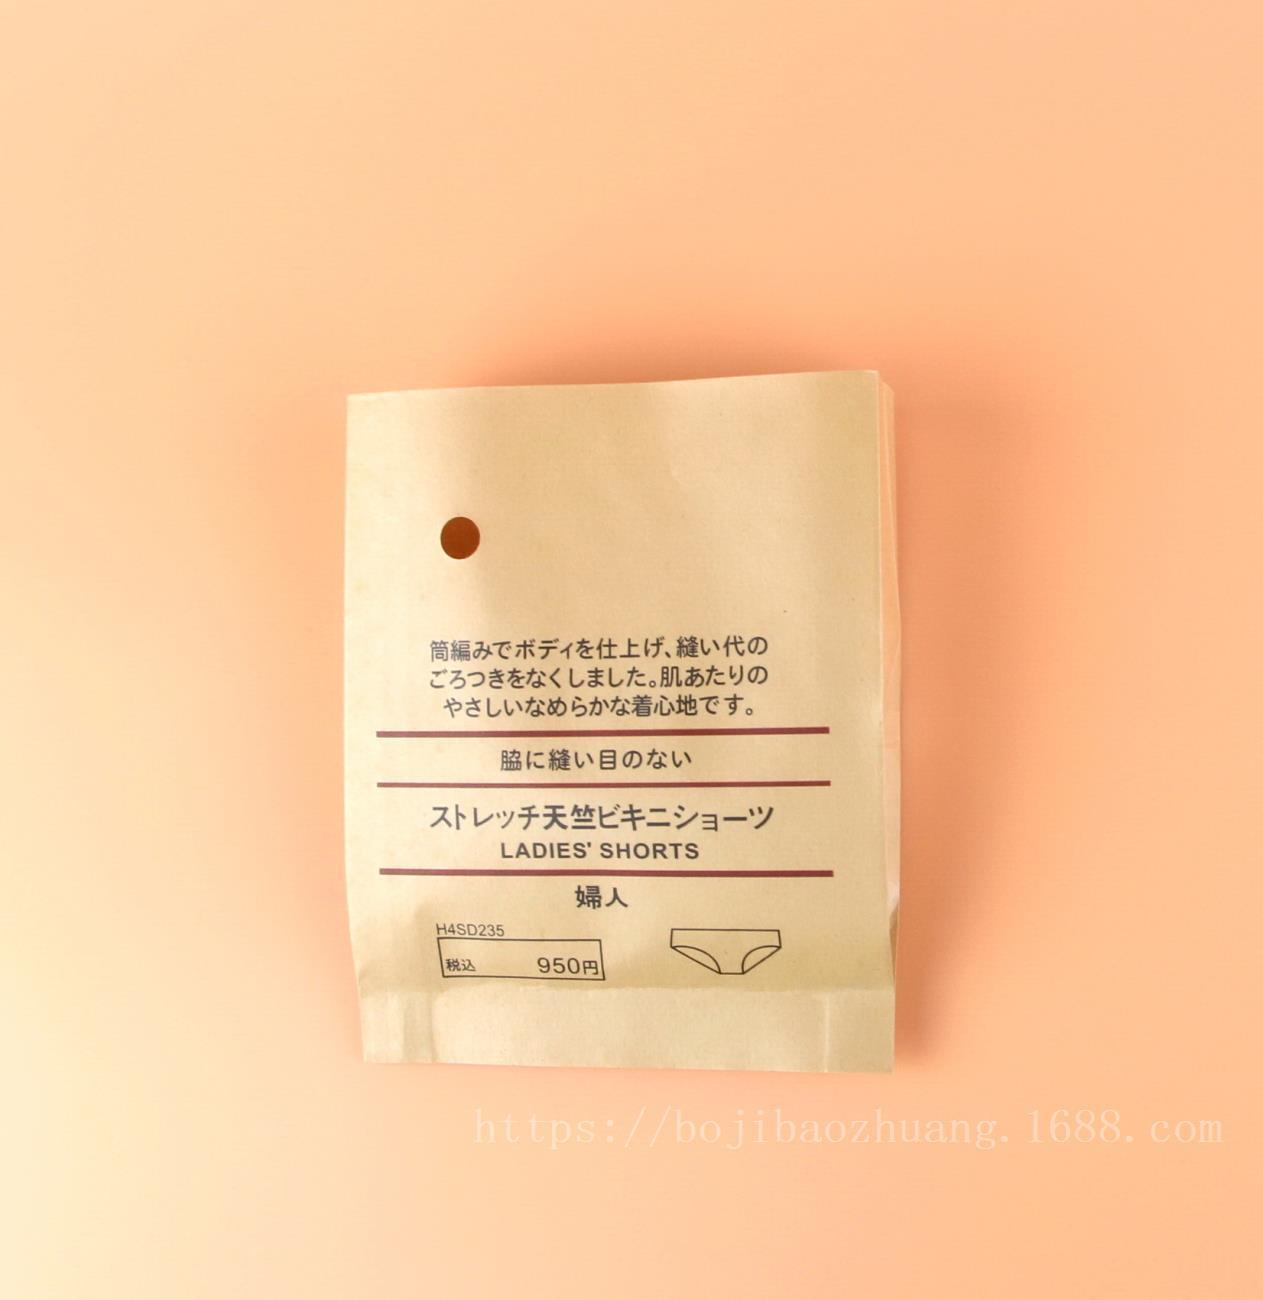 筒編みでボディを仕上げ、縫い代の
ごろつきをなくしました。肌あたりの
やさしいなめらかな着心地です。
脇に縫い目のない
ストレッチ天竺ビキニショーツ
LADIES' SHORTS
婦人
H4SD235
税込 950円
https://bojibaozhuang.1688.com